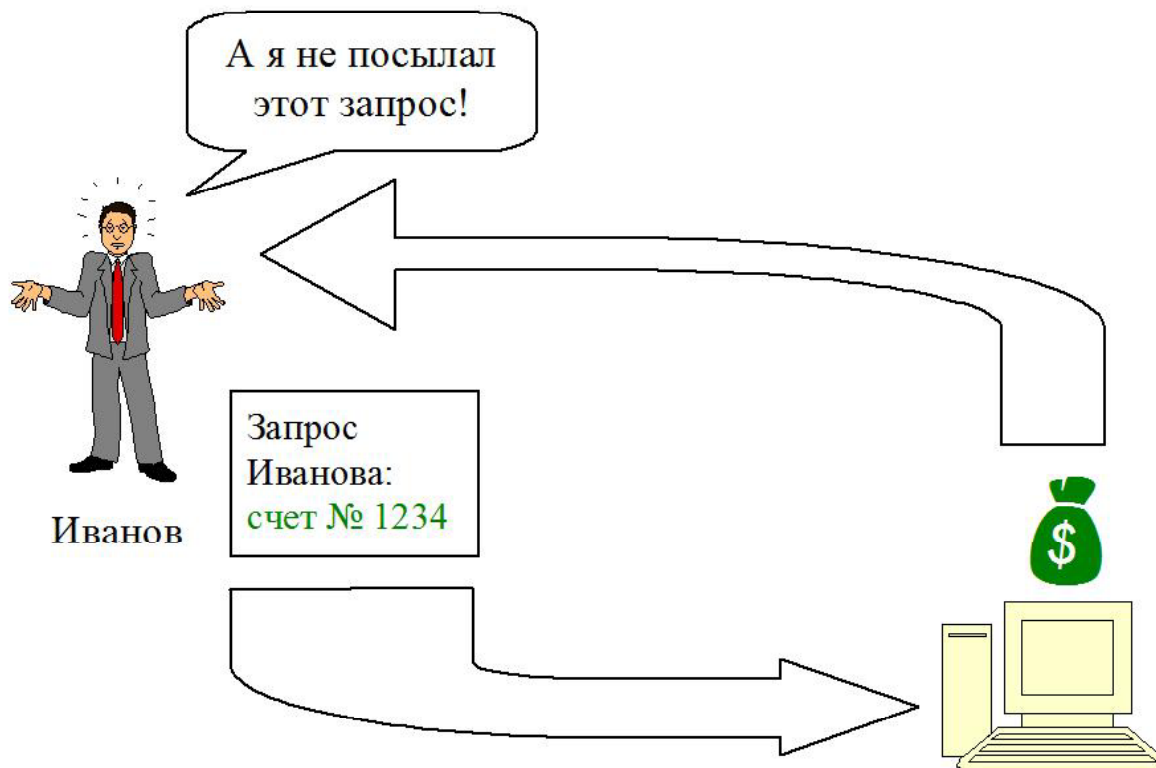 А я не посылал
этот запрос!
Запрос
Иванова:
счет № 1234
Иванов
$